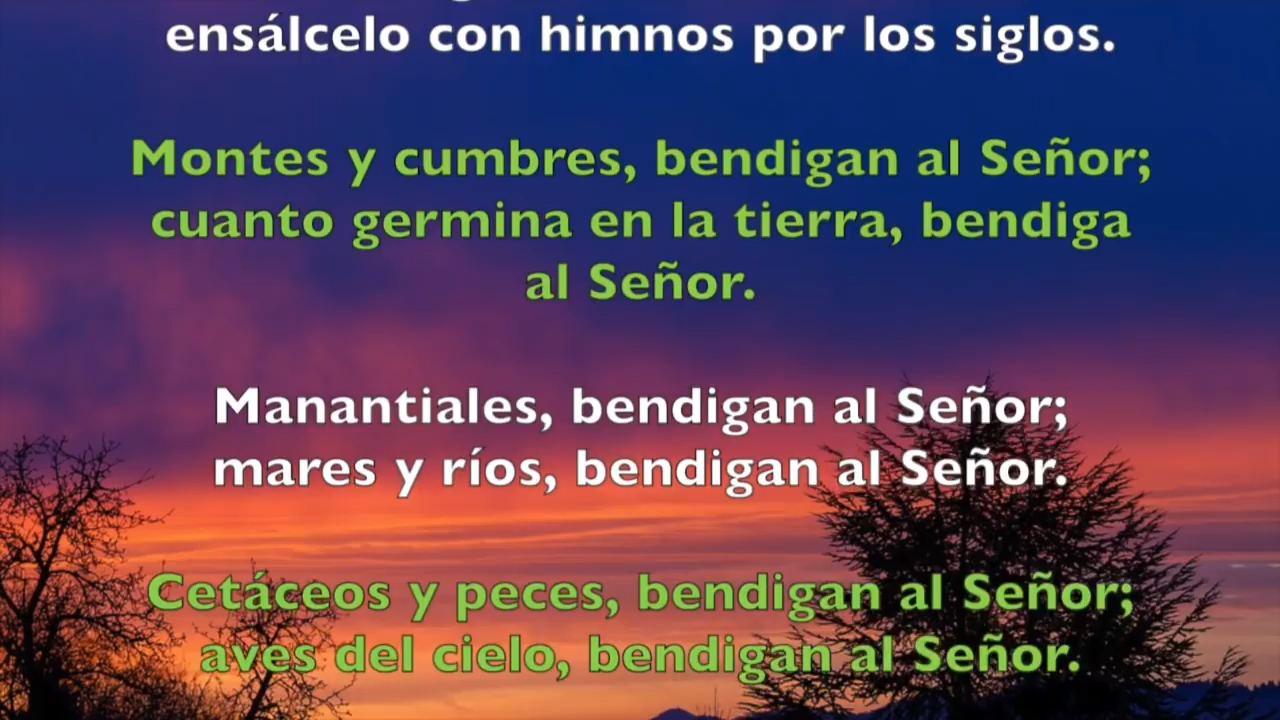 ensálcelo con himnos por los siglos.
Montes y cumbres, bendigan al Señor;
cuanto germina en la tierra, bendiga
al Señor.
Manantiales, bendigan al Señor;
mares y ríos, bendigan al Señor.
Cetáceos y peces, bendigan al Señor;
aves del cielo, bendigan al Señor.